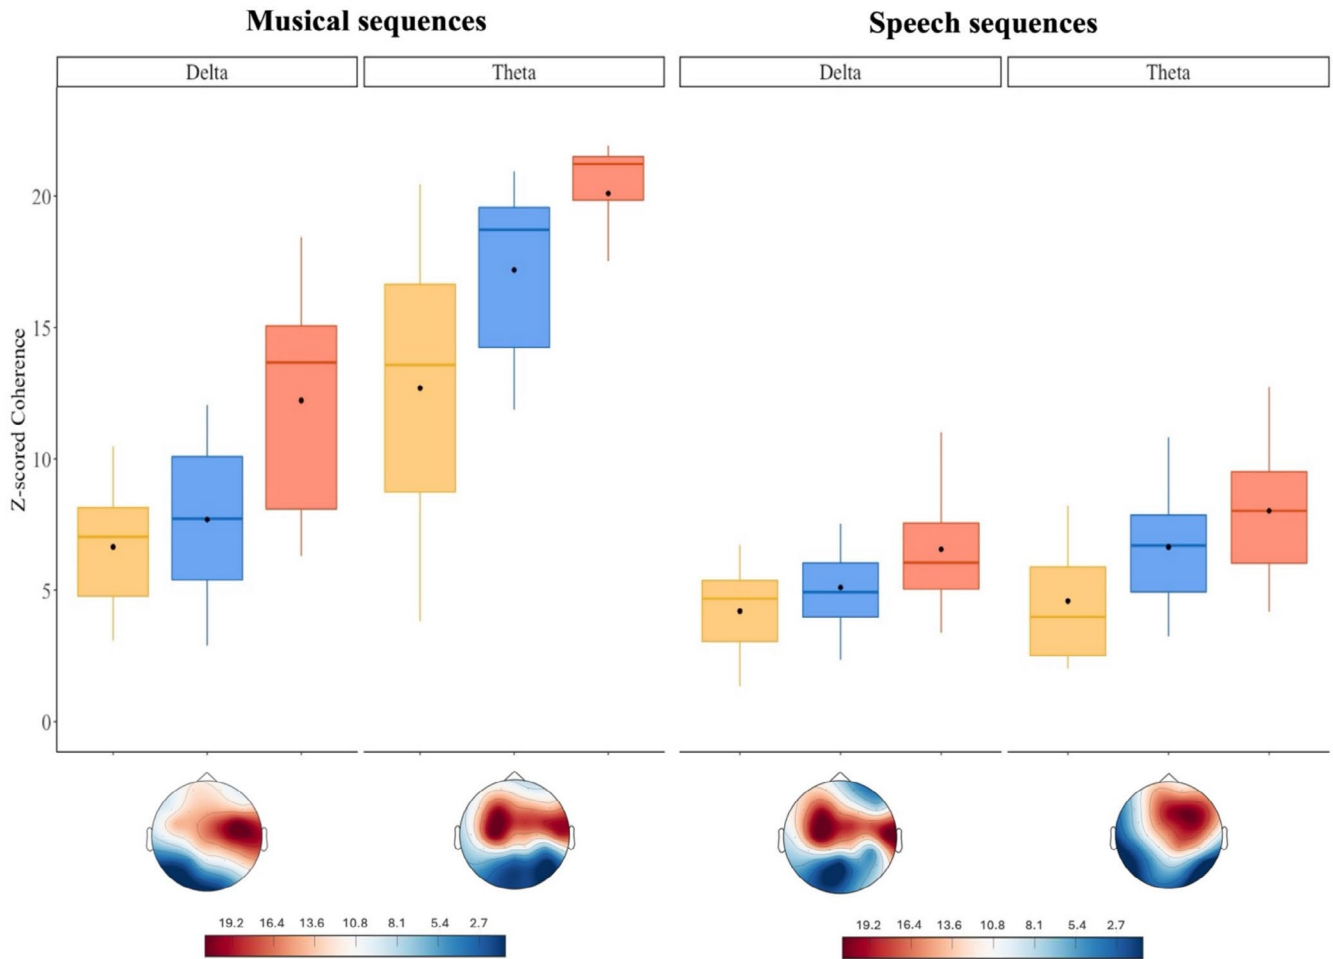 Musical sequences
Speech sequences
Delta
Theta
Delta
Theta
Z-scored Coherence
20
15
10
5
0
19.2 16.4 13.6 10.8 8.1 5.4 2.7
19.2 16.4 13.6 10.8 8.1 5.4 2.7